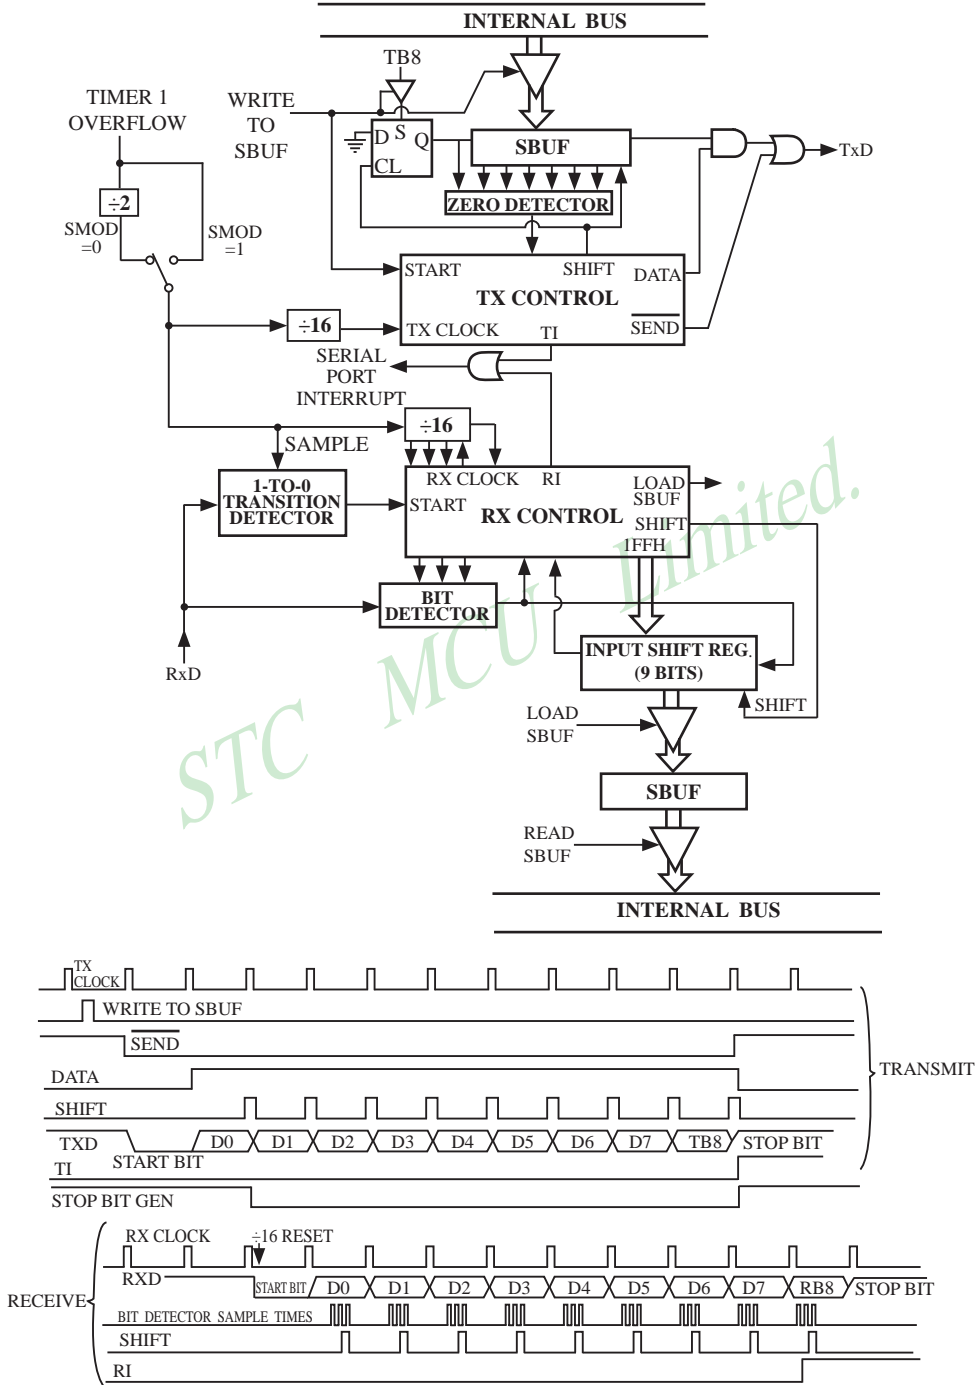 INTERNAL BUS
TB8
TIMER 1
OVERFLOW
WRITE
TO
SBUF
D S Q
CL
SBUF
TxD
÷2
ZERO DETECTOR
SMOD
=0
SMOD
=1
START
SHIFT
DATA
TX CONTROL
÷16
TX CLOCK
TI
SEND
SERIAL
PORT
INTERRUPT
÷16
SAMPLE
RX CLOCK
RI
LOAD
SBUF
1-TO-0
TRANSITION
DETECTOR
START
RX CONTROL
SHIFT
1FFH
BIT
DETECTOR
RxD
INPUT SHIFT REG.
(9 BITS)
SHIFT
LOAD
SBUF
SBUF
READ
SBUF
INTERNAL BUS
STC MCU Limited.
TX
CLOCK
WRITE TO SBUF
SEND
DATA
TRANSMIT
SHIFT
TXD
START BIT
D0 D1 D2 D3 D4 D5 D6 D7 TB8 STOP BIT
TI
STOP BIT GEN
RX CLOCK
÷16 RESET
RXD
START BIT D0 D1 D2 D3 D4 D5 D6 D7 RB8 STOP BIT
RECEIVE
BIT DETECTOR SAMPLE TIMES
SHIFT
RI